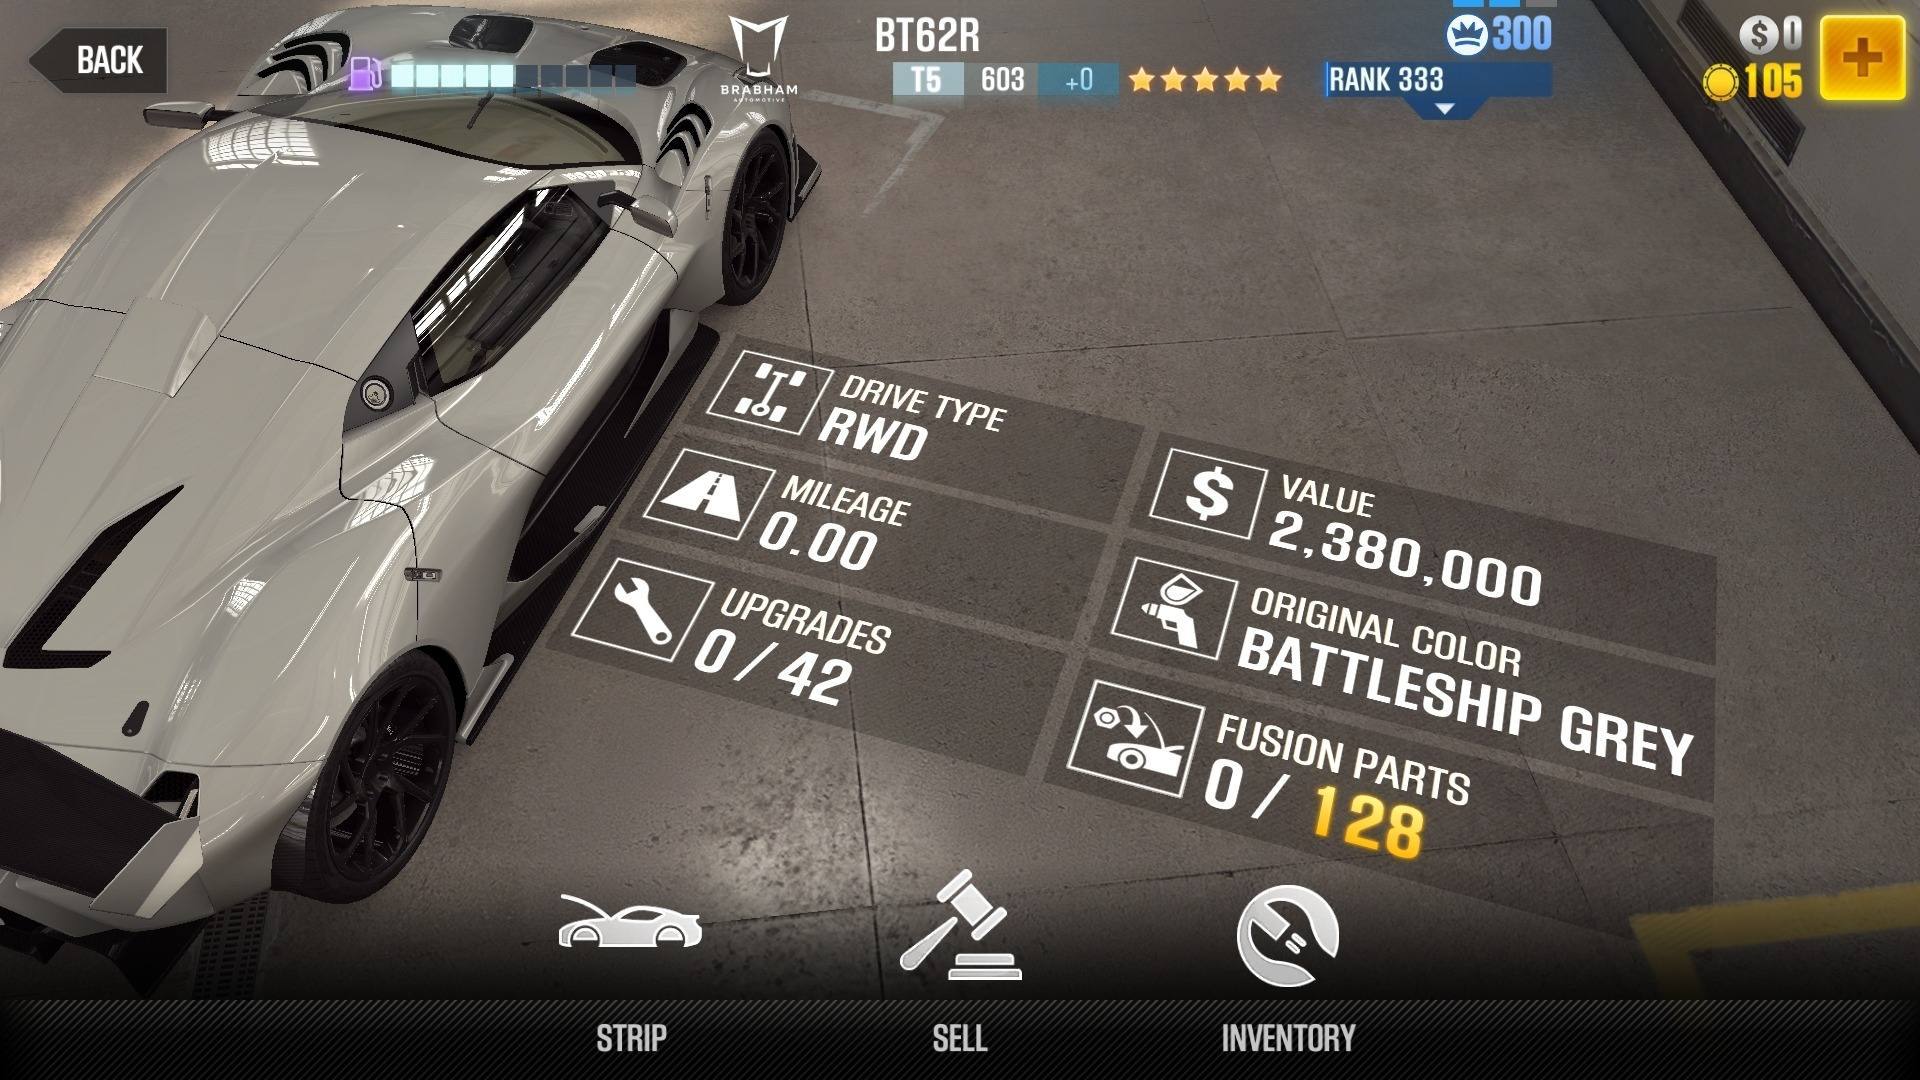 BACK
BRABHAM
AUTOMOTIVE
BT62R
T5 603 +0
300
RANK 333
$ 0
105
DRIVE TYPE
RWD
MILEAGE
0.00
UPGRADES
0/42
$ VALUE
2,380,000
ORIGINAL COLOR
BATTLESHIP GREY
FUSION PARTS
0/ 128
STRIP
SELL
INVENTORY